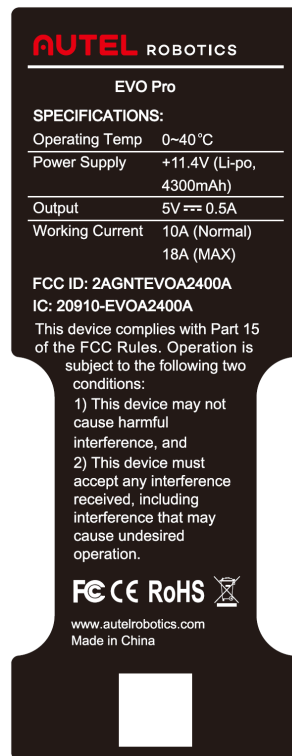 AUTEL ROBOTICS
EVO Pro
SPECIFICATIONS:
Operating Temp 0~40°C
Power Supply +11.4V (Li-po,
4300mAh)
Output 5V ⎓ 0.5A
Working Current 10A (Normal)
18A (MAX)
FCC ID: 2AGNTEVOA2400A
IC: 20910-EVOA2400A
This device complies with Part 15
of the FCC Rules. Operation is
subject to the following two
conditions:
1) This device may not
cause harmful
interference, and
2) This device must
accept any interference
received, including
interference that may
cause undesired
operation.
FC CE RoHS
www.autelrobotics.com
Made in China